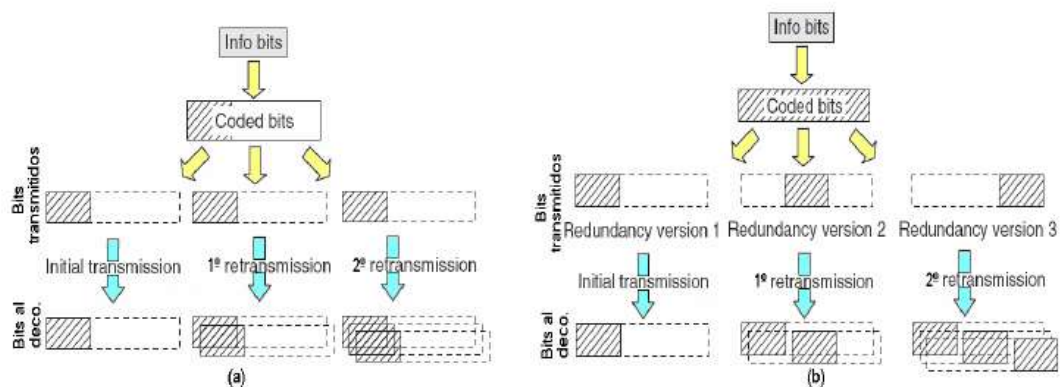 Info bits
Coded bits
Bits
transmitidos
Initial transmission
1º retransmission
2º retransmission
Bits al
deco.
(a)
Info bits
Coded bits
Bits
transmitidos
Redundancy version 1
Redundancy version 2
Redundancy version 3
Initial transmission
1º retransmission
2º retransmission
Bits al
deco.
(b)